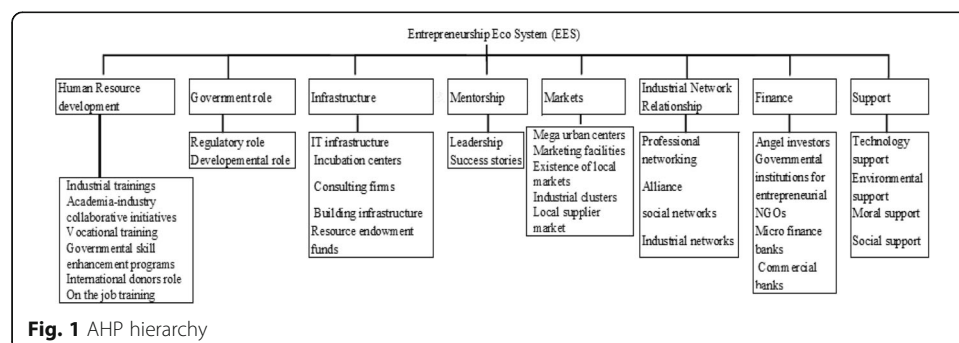 Entrepreneurship Eco System (EES)
Human Resource
development
Government role
Infrastructure
Mentorship
Markets
Industrial Network
Relationship
Finance
Support
Industrial trainings
Academia-industry
collaborative initiatives
Vocational training
Governmental skill
enhancement programs
International donors role
On the job training
Regulatory role
Developemental role
IT infrastructure
Incubation centers
Consulting firms
Building infrastructure
Resource endowment
funds
Leadership
Success stories
Mega urban centers
Marketing facilities
Existence of local
markets
Industrial clusters
Local supplier
market
Professional
networking
Alliance
social networks
Industrial networks
Angel investors
Governmental
institutions for
entrepreneurial
NGOs
Micro finance
banks
Commercial
banks
Technology
support
Environmental
support
Moral support
Social support
Fig. 1 AHP hierarchy